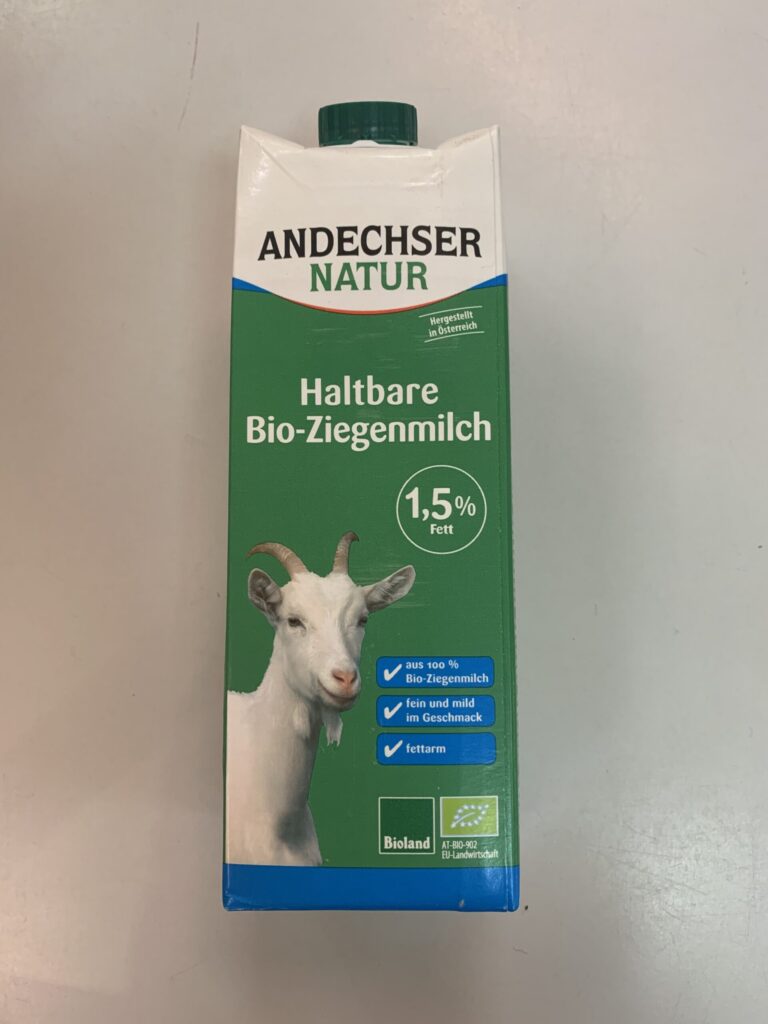 ANDECHSER
NATUR
Hergestellt
in Österreich
Haltbare
Bio-Ziegenmilch
1,5%
Fett
aus 100 %
Bio-Ziegenmilch
fein und mild
im Geschmack
fettarm
Bioland
AT-BIO-902
EU-Landwirtschaft